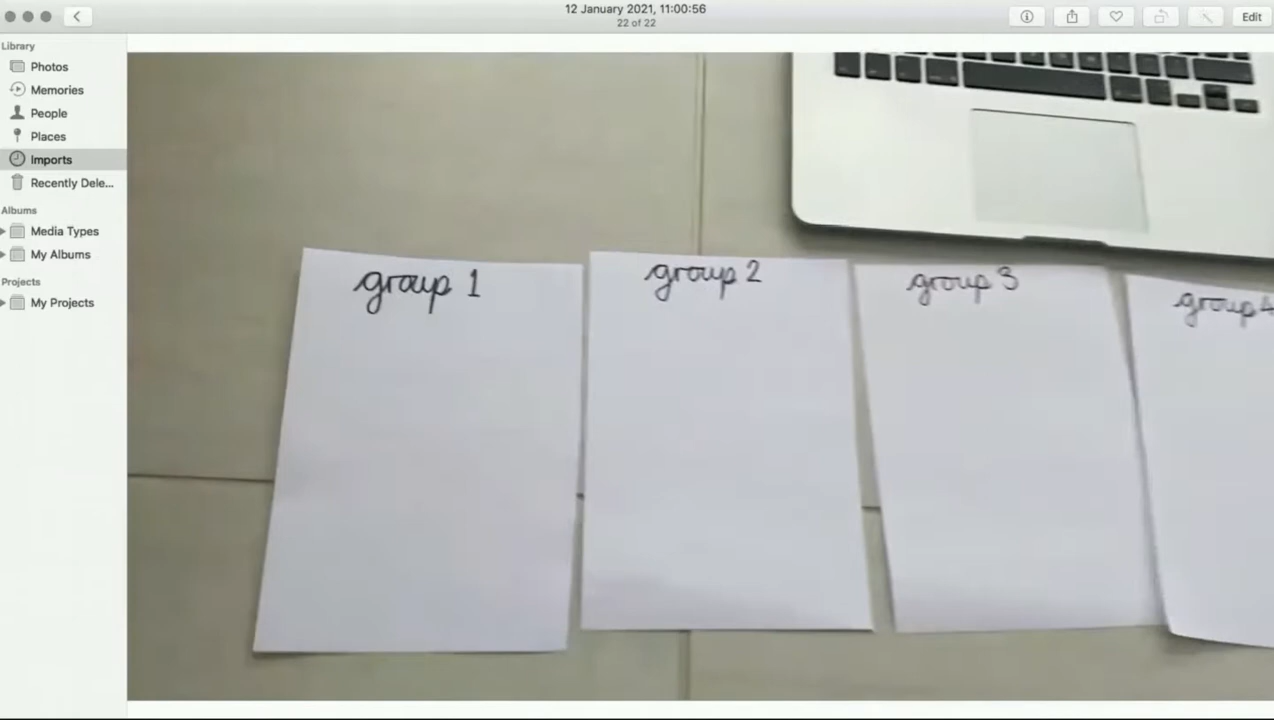 12 January 2021, 11:00:56
22 of 22
Edit
Library
Photos
Memories
People
Places
Imports
Recently Dele...
Albums
Media Types
My Albums
Projects
My Projects
group 1
group 2
group 3
group 4